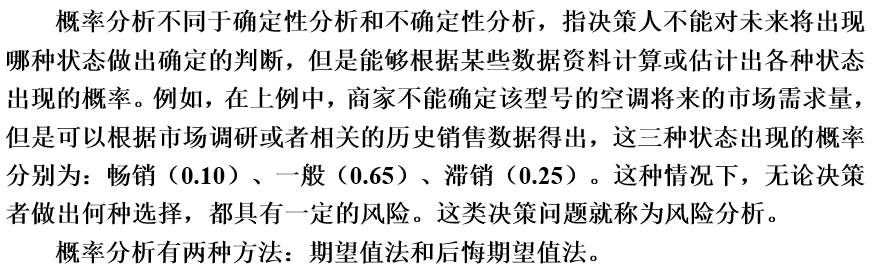 概率分析不同于确定性分析和不确定性分析，指决策人不能对未来将出现
哪种状态做出确定的判断，但是能够根据某些数据资料计算或估计出各种状态
出现的概率。例如，在上例中，商家不能确定该型号的空调将来的市场需求量，
但是可以根据市场调研或者相关的历史销售数据得出，这三种状态出现的概率
分别为：畅销（0.10）、一般（0.65）、滞销（0.25）。这种情况下，无论决策
者做出何种选择，都具有一定的风险。这类决策问题就称为风险分析。
概率分析有两种方法：期望值法和后悔期望值法。